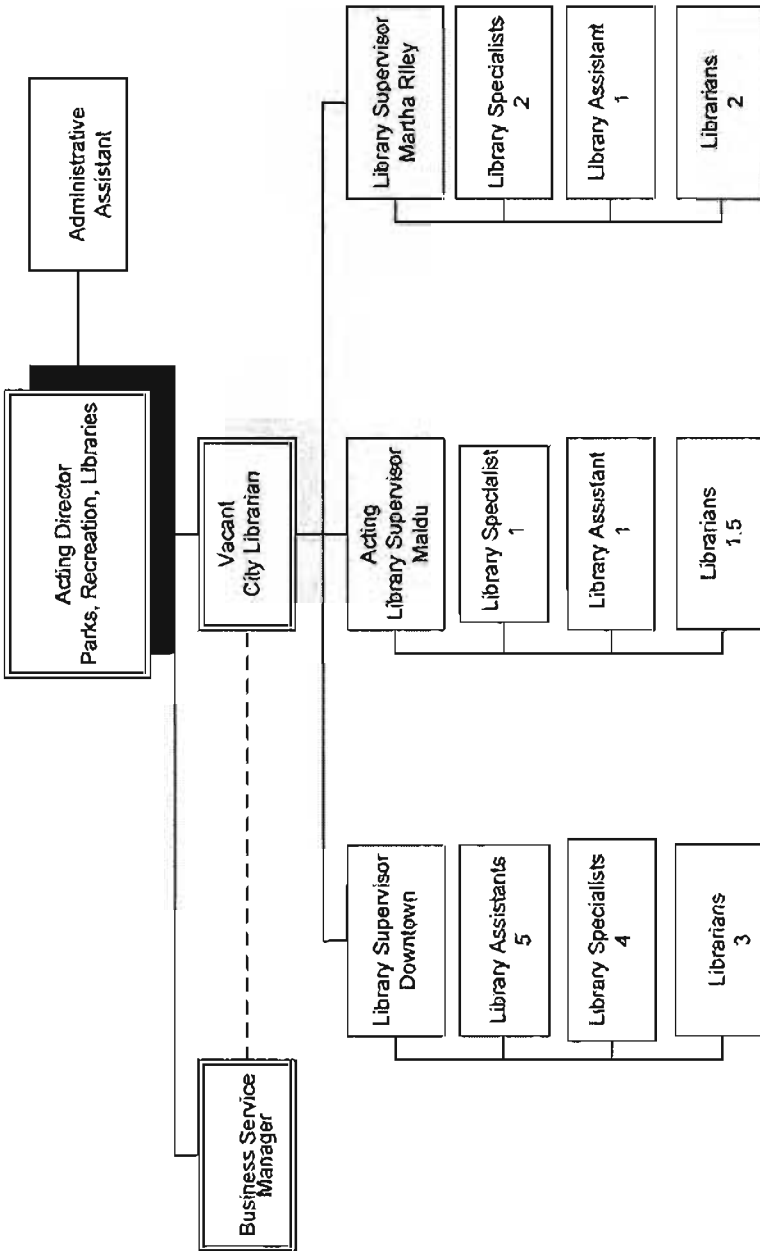 Acting Director
Parks, Recreation, Libraries
Administrative
Assistant
Business Service
Manager
Vacant
City Librarian
Library Supervisor
Downtown
Library Assistants
5
Library Specialists
4
Librarians
3
Acting
Library Supervisor
Maidu
Library Specialist
1
Library Assistant
1
Librarians
1.5
Library Supervisor
Martha Riley
Library Specialists
2
Library Assistant
1
Librarians
2